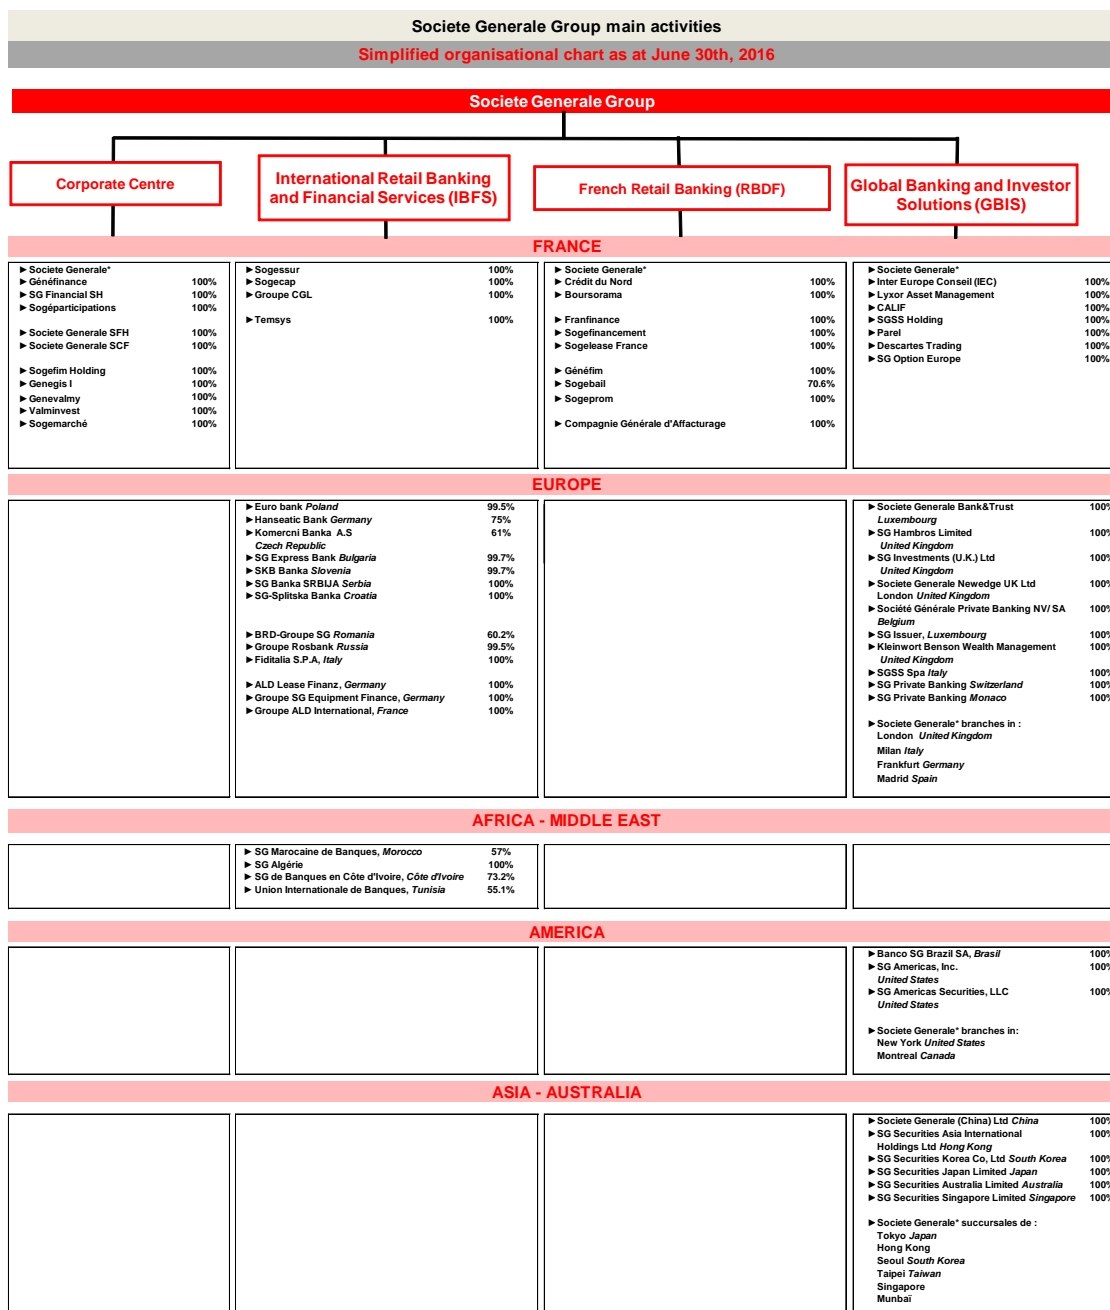 Societe Generale Group main activities
Simplified organisational chart as at June 30th, 2016
Societe Generale Group
Corporate Centre
International Retail Banking
and Financial Services (IBFS)
French Retail Banking (RBDF)
Global Banking and Investor
Solutions (GBIS)
FRANCE
►Societe Generale*
►Généfinance 100%
►SG Financial SH 100%
►Sogéparticipations 100%
►Societe Generale SFH 100%
►Societe Generale SCF 100%
►Sogefim Holding 100%
►Genegis I 100%
►Genevalmy 100%
►Valminvest 100%
►Sogemarché 100%
►Sogessur 100%
►Sogecap 100%
►Groupe CGL 100%
►Temsys 100%
►Societe Generale*
►Crédit du Nord 100%
►Boursorama 100%
►Franfinance 100%
►Sogefinancement 100%
►Sogelease France 100%
►Généfim 100%
►Sogebail 70.6%
►Sogeprom 100%
►Compagnie Générale d'Affacturage 100%
►Societe Generale*
►Inter Europe Conseil (IEC) 100%
►Lyxor Asset Management 100%
►CALIF 100%
►SGSS Holding 100%
►Parel 100%
►Descartes Trading 100%
►SG Option Europe 100%
EUROPE
►Euro bank Poland 99.5%
►Hanseatic Bank Germany 75%
►Komercni Banka A.S 61%
Czech Republic
►SG Express Bank Bulgaria 99.7%
►SKB Banka Slovenia 99.7%
►SG Banka SRBIJA Serbia 100%
►SG-Splitska Banka Croatia 100%
►BRD-Groupe SG Romania 60.2%
►Groupe Rosbank Russia 99.5%
►Fiditalia S.P.A, Italy 100%
►ALD Lease Finanz, Germany 100%
►Groupe SG Equipment Finance, Germany 100%
►Groupe ALD International, France 100%
►Societe Generale Bank&Trust 100%
Luxembourg
►SG Hambros Limited 100%
United Kingdom
►SG Investments (U.K.) Ltd 100%
United Kingdom
►Societe Generale Newedge UK Ltd 100%
London United Kingdom
►Société Générale Private Banking NV/ SA 100%
Belgium
►SG Issuer, Luxembourg 100%
►Kleinwort Benson Wealth Management 100%
United Kingdom
►SGSS Spa Italy 100%
►SG Private Banking Switzerland 100%
►SG Private Banking Monaco 100%
►Societe Generale* branches in :
London United Kingdom
Milan Italy
Frankfurt Germany
Madrid Spain
AFRICA - MIDDLE EAST
►SG Marocaine de Banques, Morocco 57%
►SG Algérie 100%
►SG de Banques en Côte d'Ivoire, Côte d'Ivoire 73.2%
►Union Internationale de Banques, Tunisia 55.1%
AMERICA
►Banco SG Brazil SA, Brasil 100%
►SG Americas, Inc. 100%
United States
►SG Americas Securities, LLC 100%
United States
►Societe Generale* branches in:
New York United States
Montreal Canada
ASIA - AUSTRALIA
►Societe Generale (China) Ltd China 100%
►SG Securities Asia International 100%
Holdings Ltd Hong Kong
►SG Securities Korea Co, Ltd South Korea 100%
►SG Securities Japan Limited Japan 100%
►SG Securities Australia Limited Australia 100%
►SG Securities Singapore Limited Singapore 100%
►Societe Generale* succursales de :
Tokyo Japan
Hong Kong
Seoul South Korea
Taipei Taiwan
Singapore
Munbaï